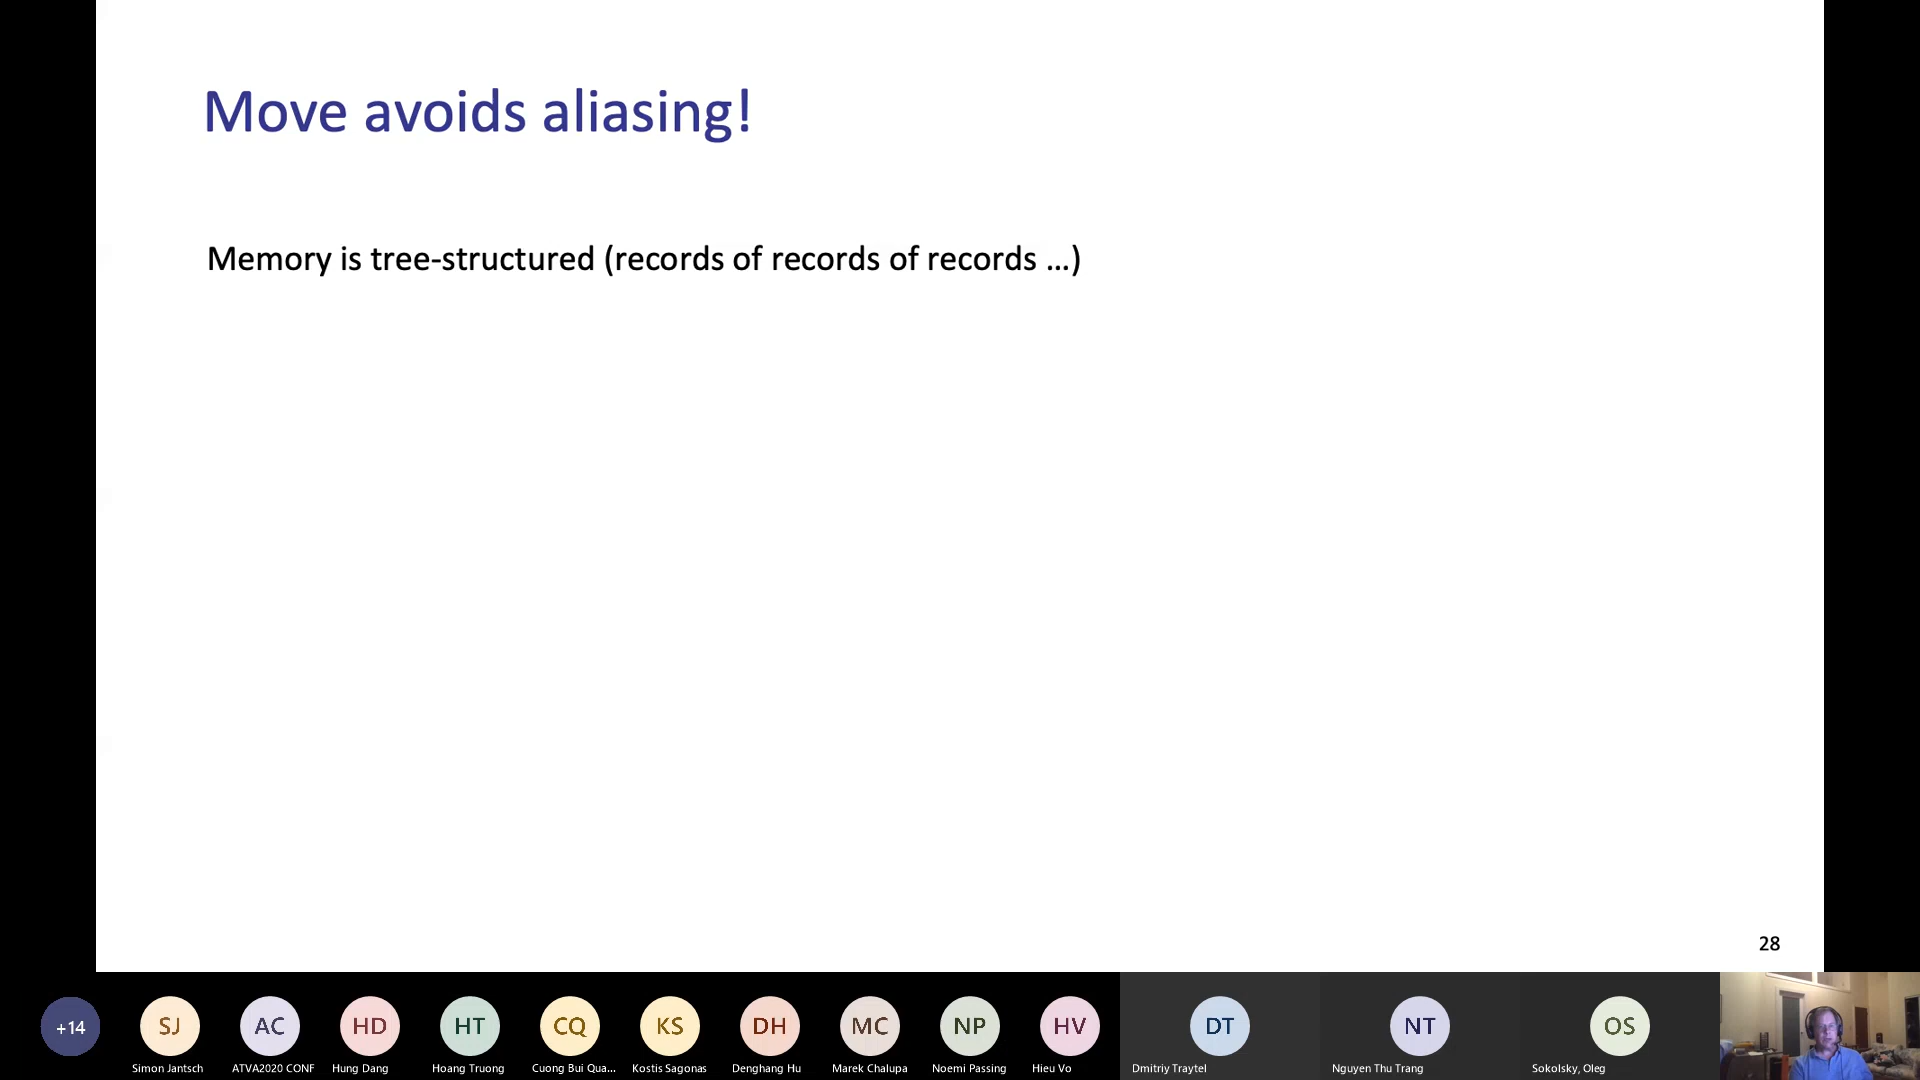 Move avoids aliasing!
Memory is tree-structured (records of records of records ...)
28
+14
SJ
AC
HD
HT
CQ
KS
DH
MC
NP
HV
DT
NT
OS
Simon Jantsch
ATVA2020 CONF
Hung Dang
Hoang Truong
Cuong Bui Qua...
Kostis Sagonas
Denghang Hu
Marek Chalupa
Noemi Passing
Hieu Vo
Dmitriy Traytel
Nguyen Thu Trang
Sokolsky, Oleg